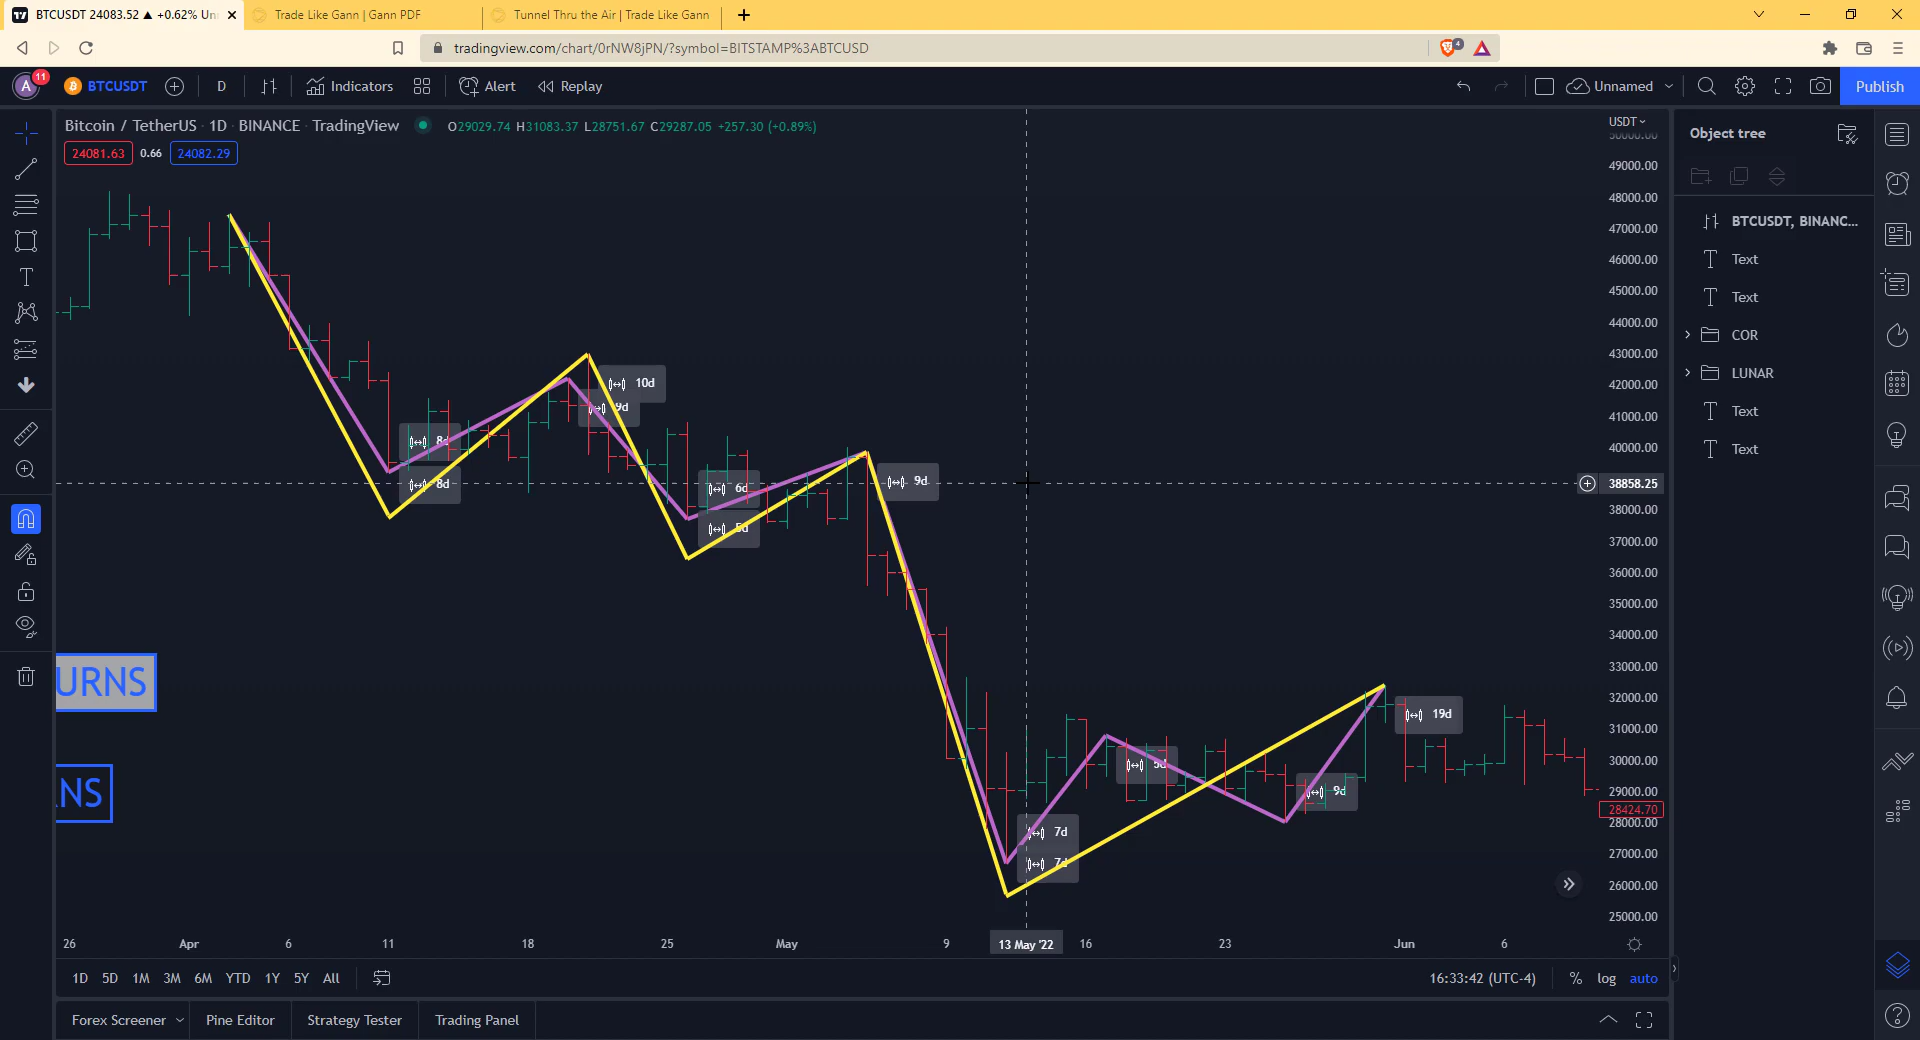 BTCUSDT 24083.52 ▲ +0.62% Un
Trade Like Gann | Gann PDF
Tunnel Thru the Air | Trade Like Gann
tradingview.com/chart/0rNW8jPN/?symbol=BITSTAMP%3ABTCUSD
4
A
11
BTCUSDT
D
Indicators
Alert
Replay
Unnamed
Publish
Bitcoin / TetherUS · 1D · BINANCE · TradingView
O29029.74 H31083.37 L28751.67 C29287.05 +257.30 (+0.89%)
24081.63
0.66
24082.29
USDT
50000.00
49000.00
48000.00
47000.00
46000.00
45000.00
44000.00
43000.00
42000.00
41000.00
40000.00
38858.25
38000.00
37000.00
36000.00
35000.00
34000.00
33000.00
32000.00
31000.00
30000.00
29000.00
28424.70
28000.00
27000.00
26000.00
25000.00
10d
9d
8d
8d
6d
5d
9d
7d
7d
5d
9d
19d
URNS
NS
26
Apr
6
11
18
25
May
9
13 May '22
16
23
Jun
6
1D
5D
1M
3M
6M
YTD
1Y
5Y
All
16:33:42 (UTC-4)
%
log
auto
Forex Screener
Pine Editor
Strategy Tester
Trading Panel
Object tree
BTCUSDT, BINANC...
Text
Text
COR
LUNAR
Text
Text